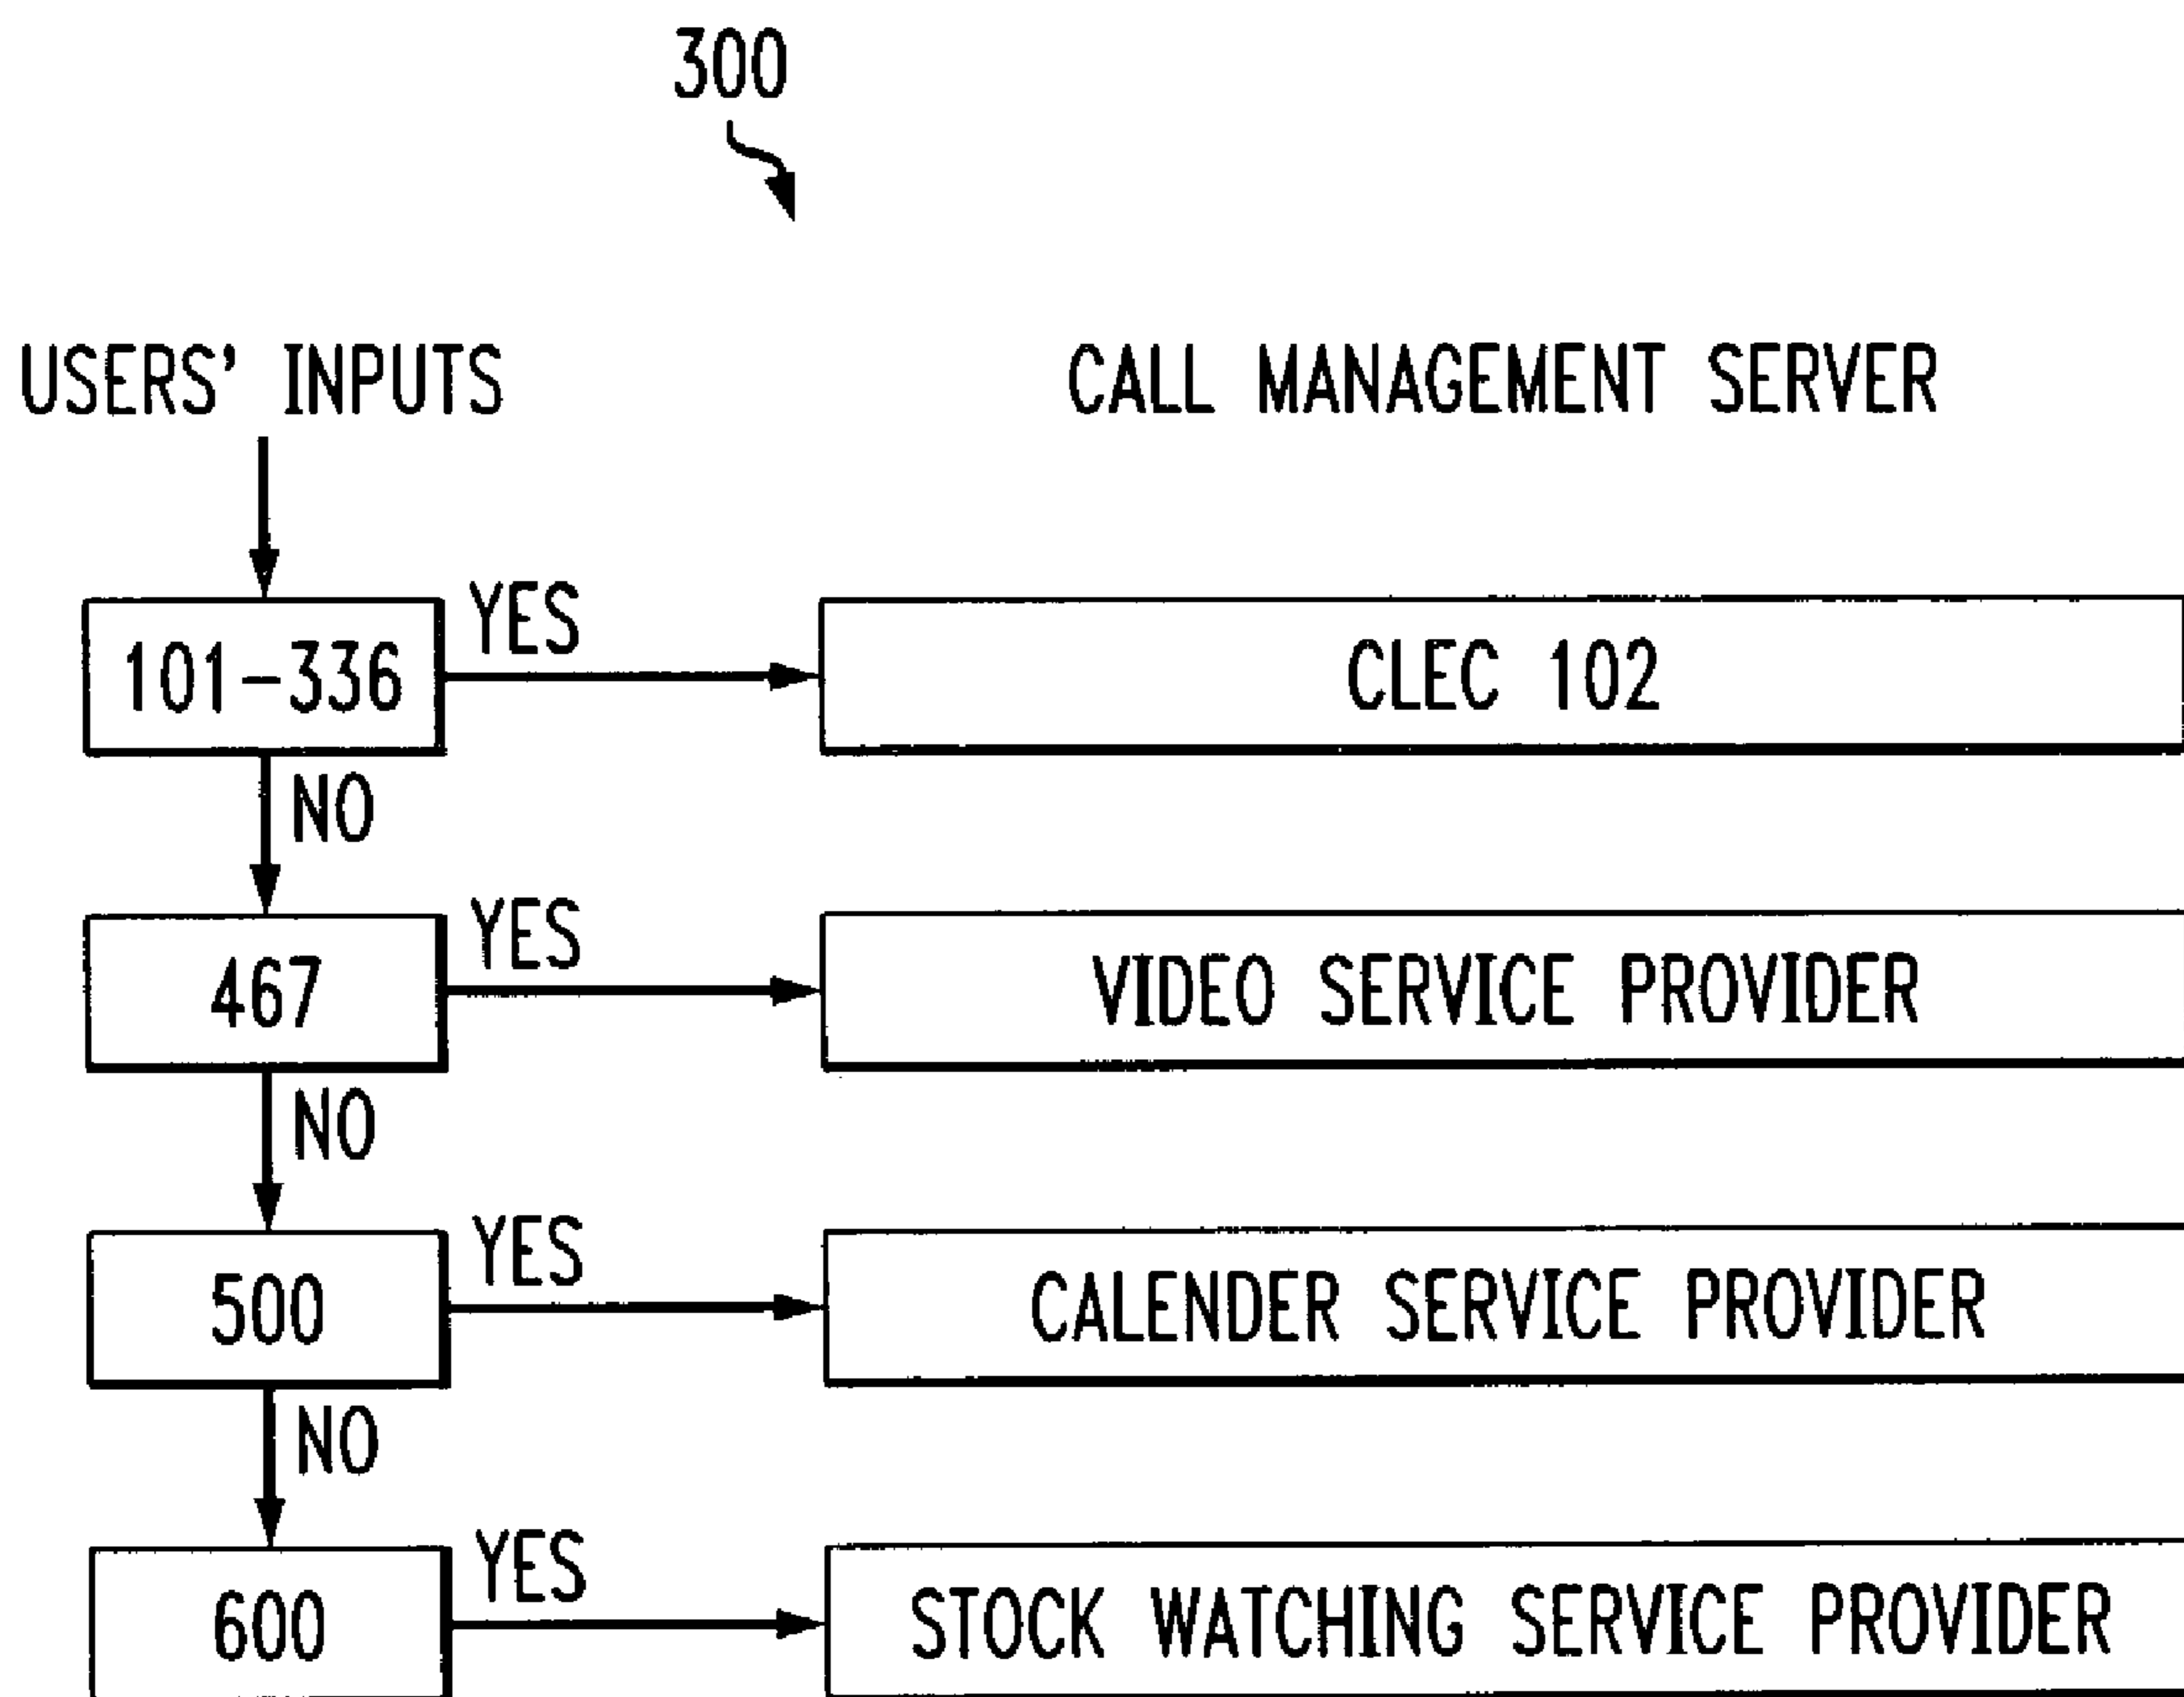 300
USERS' INPUTS
CALL MANAGEMENT SERVER
101-336
YES
CLEC 102
NO
467
YES
VIDEO SERVICE PROVIDER
NO
500
YES
CALENDER SERVICE PROVIDER
NO
600
YES
STOCK WATCHING SERVICE PROVIDER